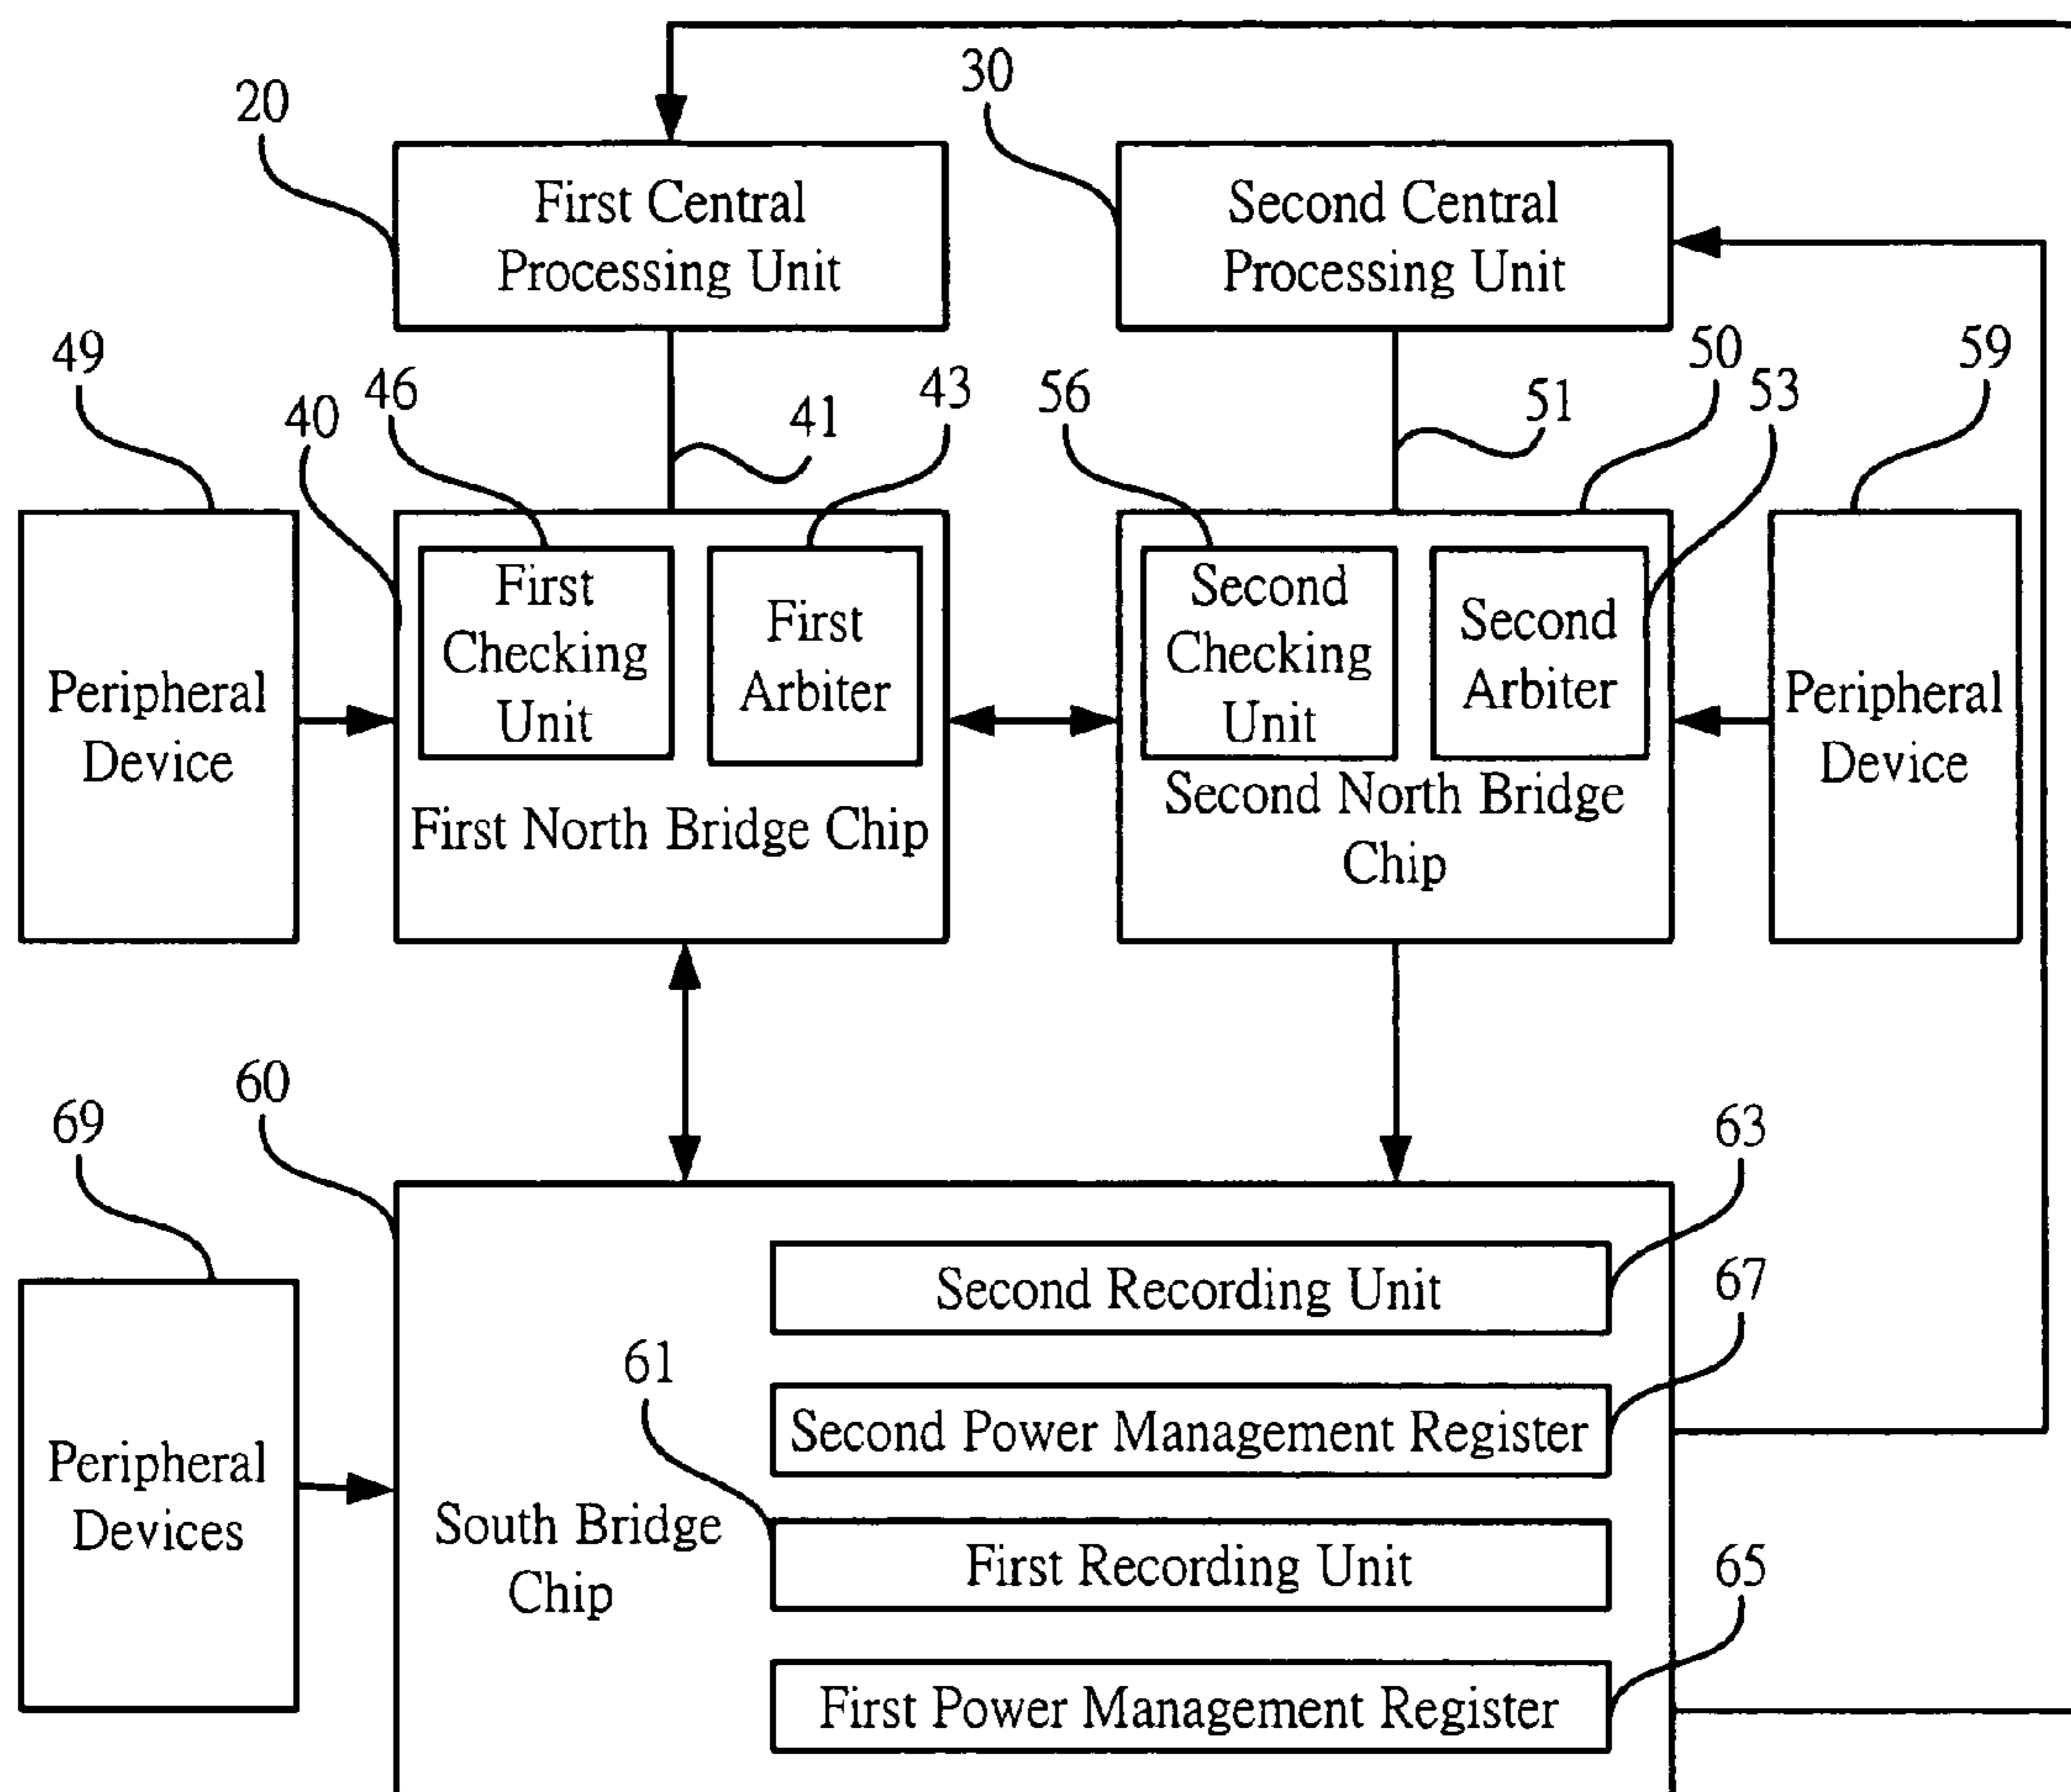 30
20
First Central
Processing Unit
Second Central
Processing Unit
49
46
40
41
43
56
51
50
53
59
First
Checking
Unit
First
Arbiter
Second
Checking
Unit
Second
Arbiter
Peripheral
Device
First North Bridge Chip
Second North Bridge
Chip
Peripheral
Device
60
69
63
Second Recording Unit
67
61
Second Power Management Register
Peripheral
Devices
South Bridge
Chip
First Recording Unit
65
First Power Management Register